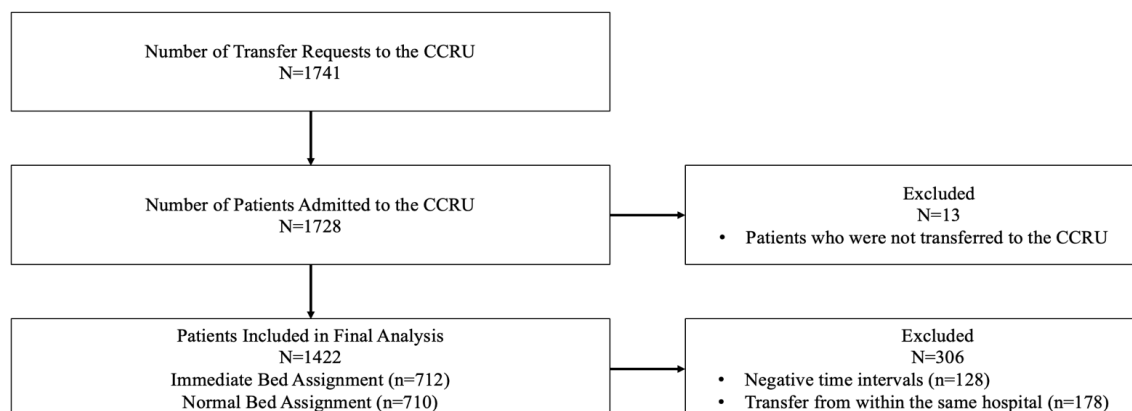 Number of Transfer Requests to the CCRU
N=1741
Number of Patients Admitted to the CCRU
N=1728
Excluded
N=13
• Patients who were not transferred to the CCRU
Patients Included in Final Analysis
N=1422
Immediate Bed Assignment (n=712)
Normal Bed Assignment (n=710)
Excluded
N=306
• Negative time intervals (n=128)
• Transfer from within the same hospital (n=178)